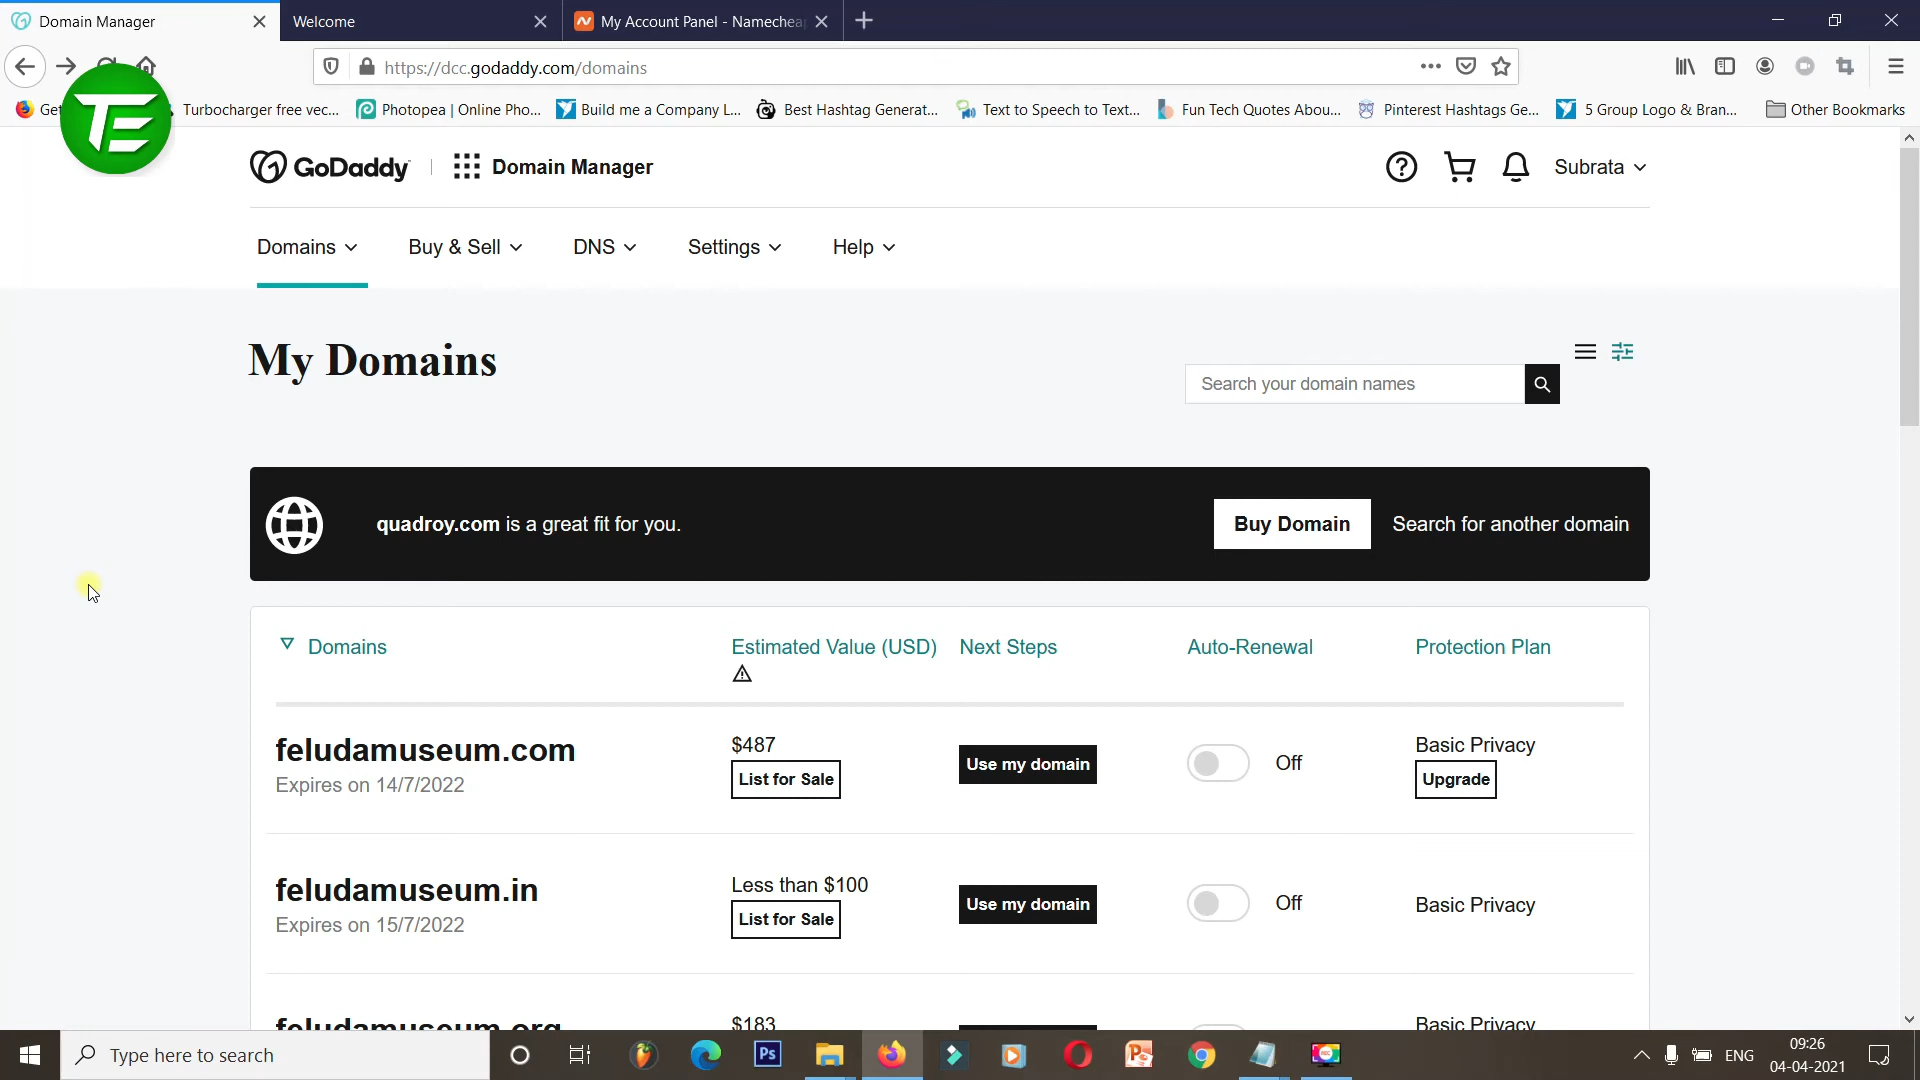 Domain Manager
Welcome
My Account Panel - Namecheap
https://dcc.godaddy.com/domains
Get
TE
Turbocharger free vec...
Photopea | Online Pho...
Build me a Company L...
Best Hashtag Generat...
Text to Speech to Text...
Fun Tech Quotes Abou...
Pinterest Hashtags Ge...
5 Group Logo & Bran...
Other Bookmarks
GoDaddy
Domain Manager
Subrata
Domains
Buy & Sell
DNS
Settings
Help
My Domains
Search your domain names
quadroy.com is a great fit for you.
Buy Domain
Search for another domain
Domains
Estimated Value (USD)
Next Steps
Auto-Renewal
Protection Plan
feludamuseum.com
Expires on 14/7/2022
$487
List for Sale
Use my domain
Off
Basic Privacy
Upgrade
feludamuseum.in
Expires on 15/7/2022
Less than $100
List for Sale
Use my domain
Off
Basic Privacy
feludamuseum.org
$183
Basic Privacy
Type here to search
Ps
ENG
09:26
04-04-2021